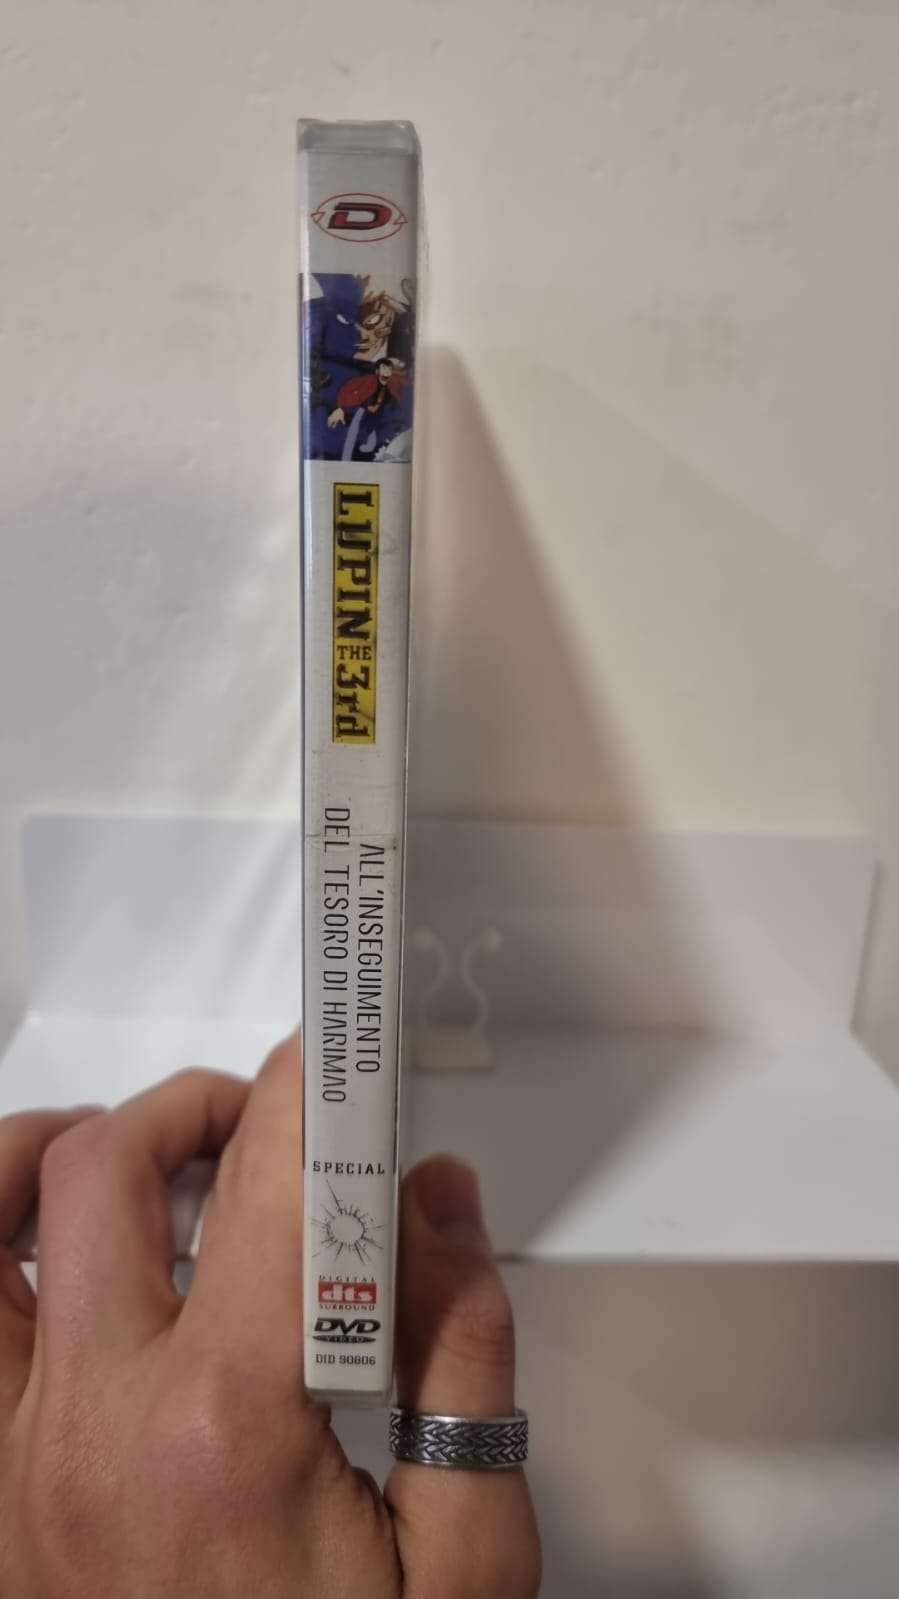 D
LUPIN
THE
3rd
ALL'INSEGUIMENTO
DEL TESORO DI HARIMAO
SPECIAL
DIGITAL
dts
SURROUND
DVD
VIDEO
DID 90806